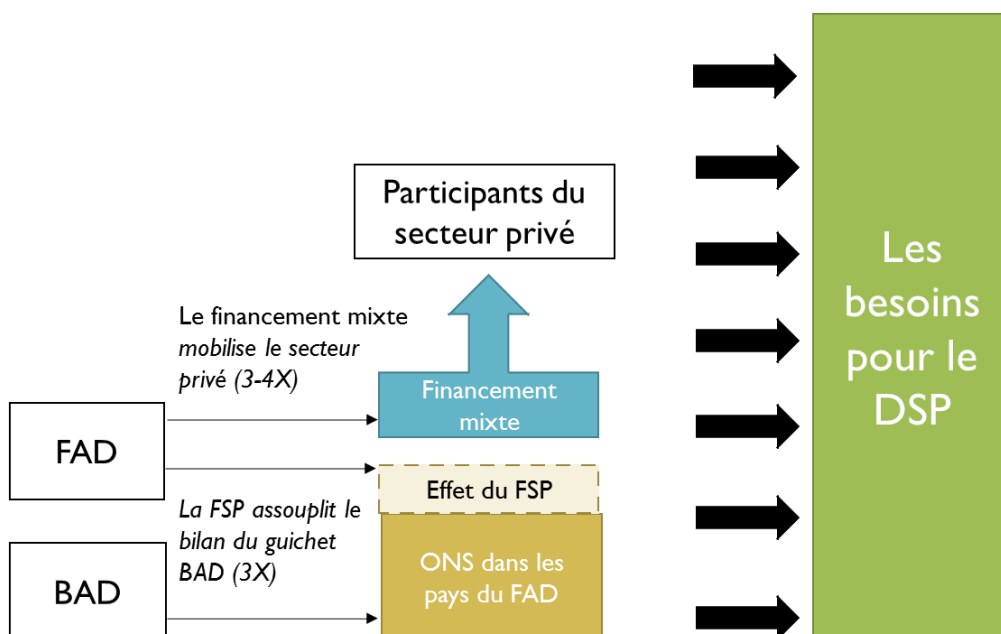 Participants du
secteur privé
Le financement mixte
mobilise le secteur
privé (3-4X)
Financement
mixte
FAD
Effet du FSP
La FSP assouplit le
bilan du guichet
BAD (3X)
ONS dans les
pays du FAD
BAD
Les
besoins
pour le
DSP